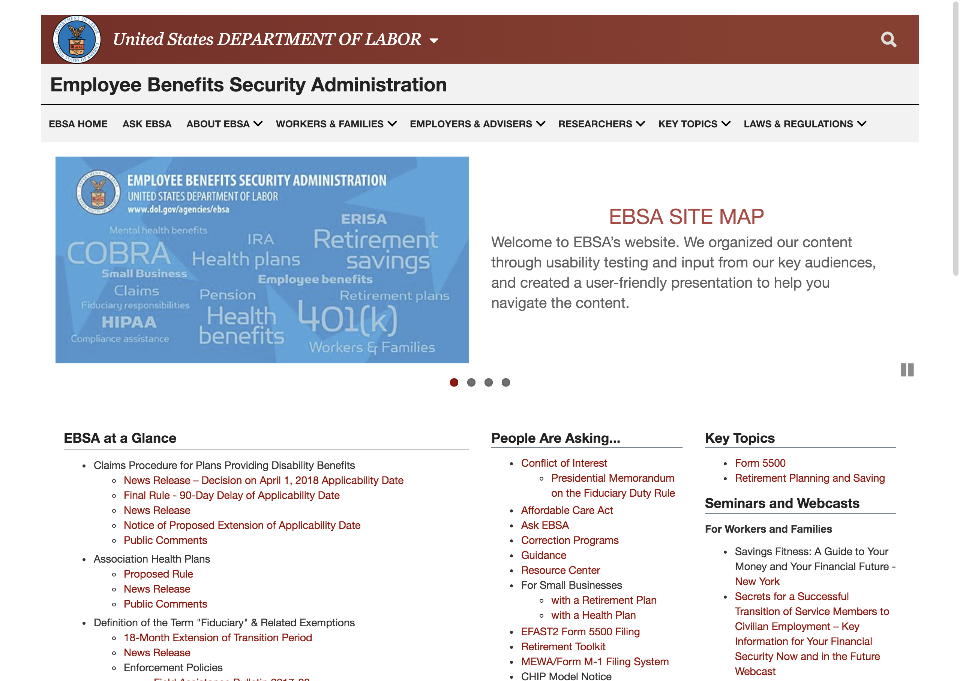 United States DEPARTMENT OF LABOR
Employee Benefits Security Administration
EBSA HOME ASK EBSA ABOUT EBSA WORKERS & FAMILIES EMPLOYERS & ADVISERS RESEARCHERS KEY TOPICS LAWS & REGULATIONS
EMPLOYEE BENEFITS SECURITY ADMINISTRATION
UNITED STATES DEPARTMENT OF LABOR
www.dol.gov/agencies/ebsa
ERISA
Mental health benefits
IRA
Retirement
savings
COBRA
Health plans
Small Business
Employee benefits
Claims
Pension
Retirement plans
Fiduciary responsibilities
HIPAA
Health
benefits
401(k)
Compliance assistance
Workers & Families
EBSA SITE MAP
Welcome to EBSA's website. We organized our content
through usability testing and input from our key audiences,
and created a user-friendly presentation to help you
navigate the content.
EBSA at a Glance
Claims Procedure for Plans Providing Disability Benefits
News Release – Decision on April 1, 2018 Applicability Date
Final Rule - 90-Day Delay of Applicability Date
News Release
Notice of Proposed Extension of Applicability Date
Public Comments
Association Health Plans
Proposed Rule
News Release
Public Comments
Definition of the Term "Fiduciary" & Related Exemptions
18-Month Extension of Transition Period
News Release
Enforcement Policies
People Are Asking...
Conflict of Interest
Presidential Memorandum
on the Fiduciary Duty Rule
Affordable Care Act
Ask EBSA
Correction Programs
Guidance
Resource Center
For Small Businesses
with a Retirement Plan
with a Health Plan
EFAST2 Form 5500 Filing
Retirement Toolkit
MEWA/Form M-1 Filing System
CHIP Model Notice
Key Topics
Form 5500
Retirement Planning and Saving
Seminars and Webcasts
For Workers and Families
Savings Fitness: A Guide to Your
Money and Your Financial Future -
New York
Secrets for a Successful
Transition of Service Members to
Civilian Employment – Key
Information for Your Financial
Security Now and in the Future
Webcast